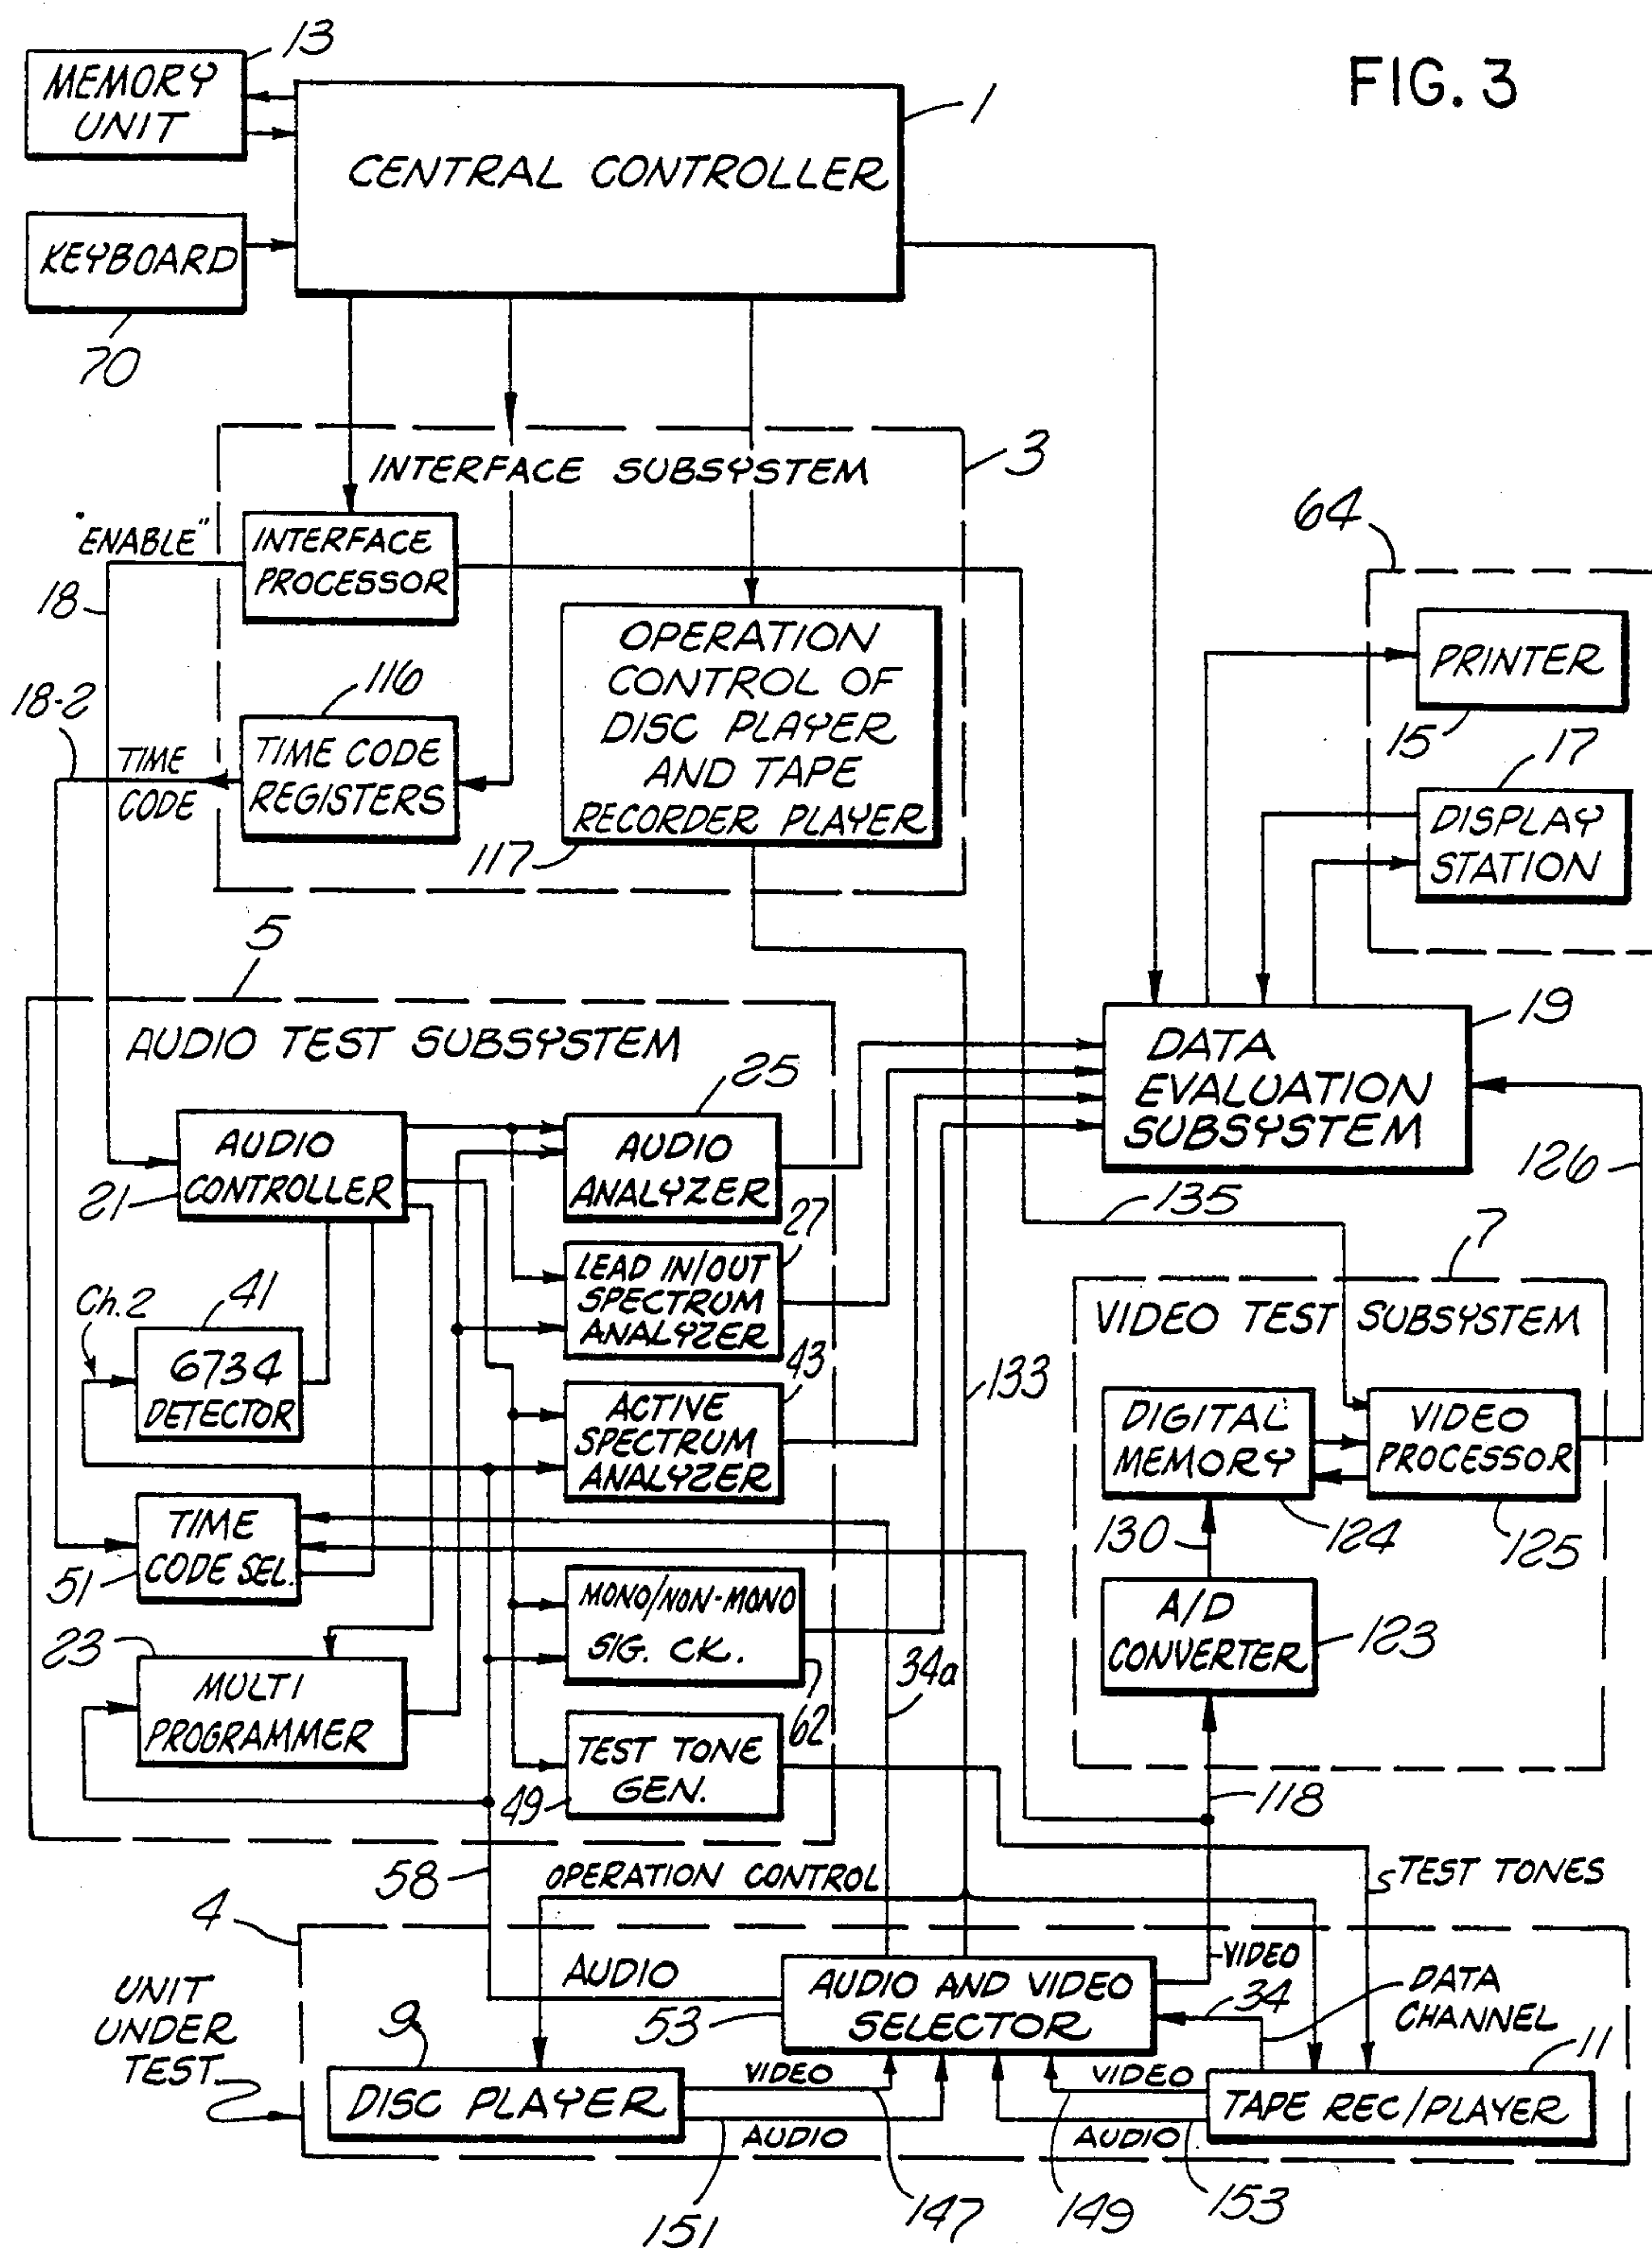 FIG. 3
13
MEMORY
UNIT
1
CENTRAL CONTROLLER
KEYBOARD
70
INTERFACE SUBSYSTEM
3
"ENABLE"
INTERFACE
PROCESSOR
18
64
OPERATION
CONTROL OF
DISC PLAYER
AND TAPE
RECORDER PLAYER
PRINTER
15
116
18-2
TIME
CODE
TIME CODE
REGISTERS
17
DISPLAY
STATION
117
5
AUDIO TEST SUBSYSTEM
19
DATA
EVALUATION
SUBSYSTEM
25
AUDIO
CONTROLLER
21
AUDIO
ANALYZER
126
135
27
7
LEAD IN/OUT
SPECTRUM
ANALYZER
Ch.2
41
VIDEO TEST SUBSYSTEM
6734
DETECTOR
43
133
ACTIVE
SPECTRUM
ANALYZER
DIGITAL
MEMORY
VIDEO
PROCESSOR
TIME
CODE SEL.
51
130
124
125
MONO/NON-MONO
SIG. CK.
A/D
CONVERTER
123
23
34a
MULTI
PROGRAMMER
62
TEST TONE
GEN.
49
118
58
OPERATION CONTROL
TEST TONES
4
AUDIO
AUDIO AND VIDEO
SELECTOR
VIDEO
DATA
CHANNEL
UNIT
UNDER
TEST
53
34
9
11
DISC PLAYER
VIDEO
VIDEO
TAPE REC/PLAYER
AUDIO
AUDIO
151
147
149
153